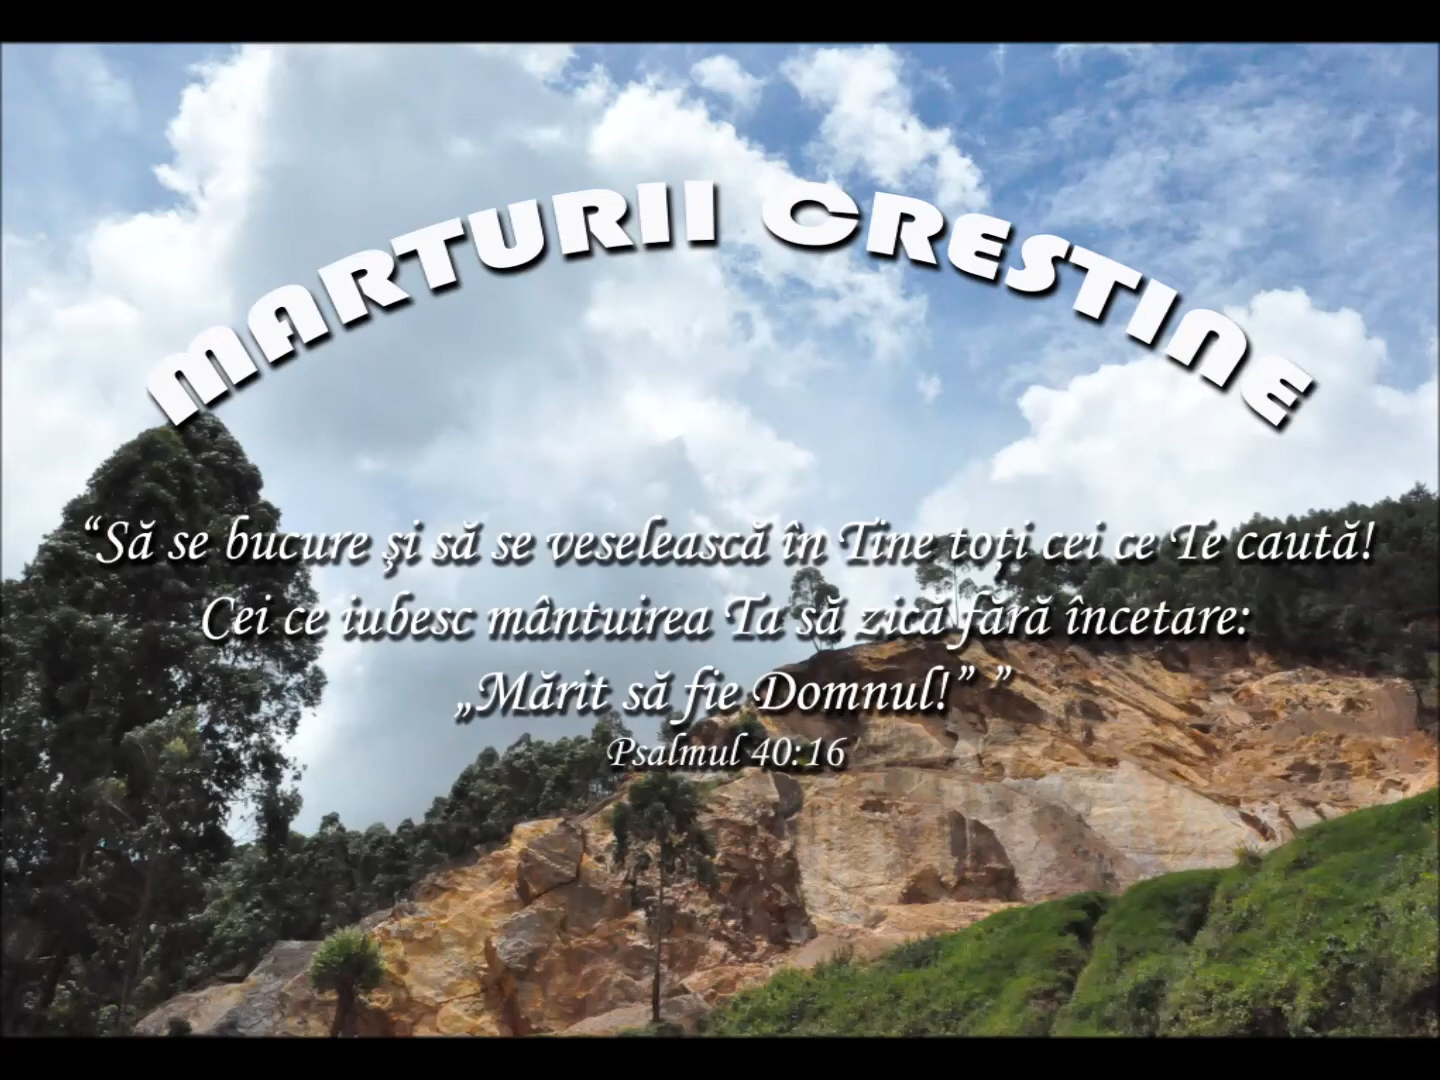 MARTURII CRESTINE
“Să se bucure şi să se veselească în Tine toţi cei ce Te caută!
Cei ce iubesc mântuirea Ta să zică fără încetare:
„Mărit să fie Domnul!” ”
Psalmul 40:16